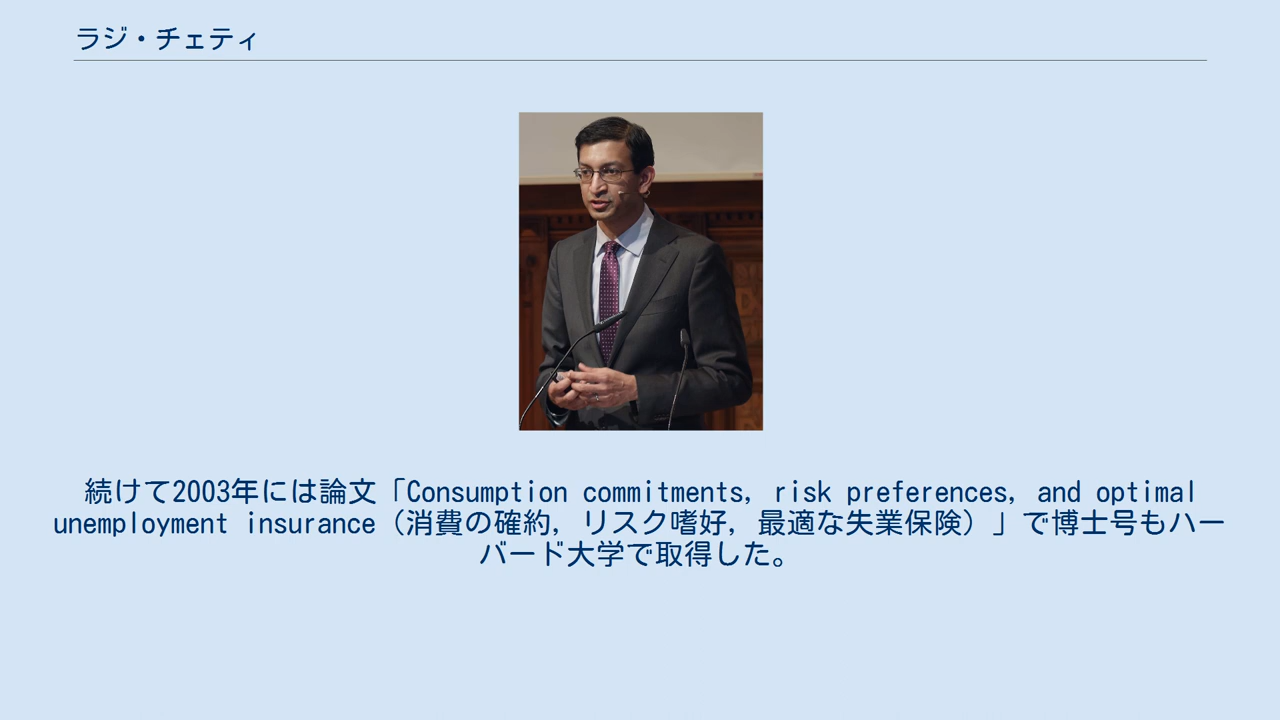 ラジ・チェティ
続けて2003年には論文「Consumption commitments, risk preferences, and optimal
unemployment insurance（消費の確約, リスク嗜好, 最適な失業保険）」で博士号もハー
バード大学で取得した。